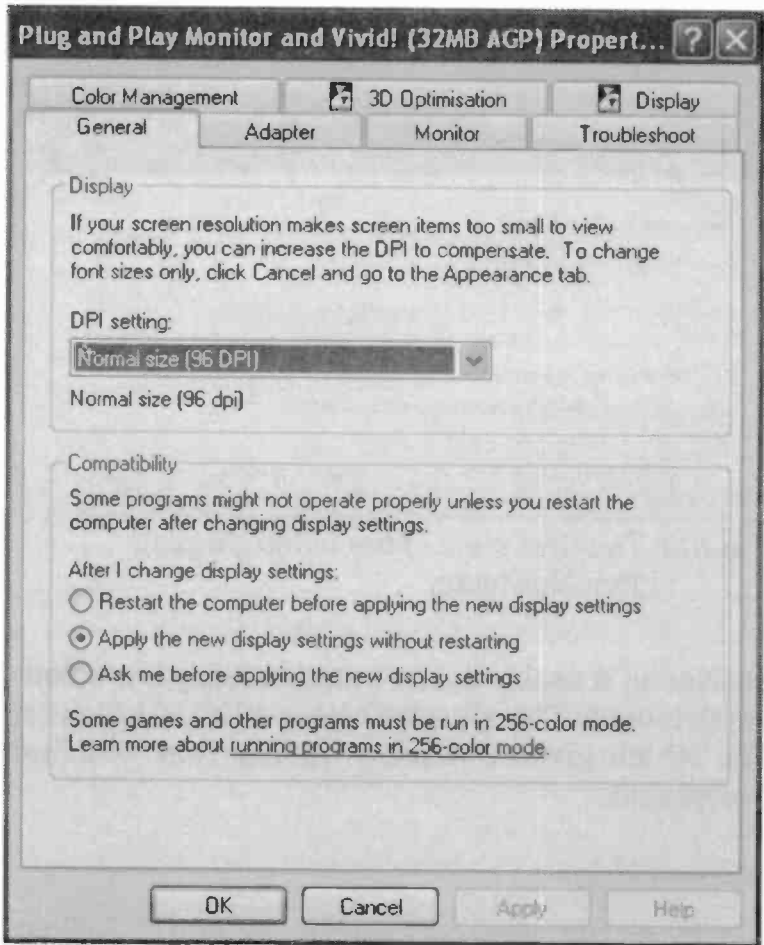 Plug and Play Monitor and Vivid! (32MB AGP) Propert... ? X
Color Management 3D Optimisation Display
General Adapter Monitor Troubleshoot
Display
If your screen resolution makes screen items too small to view
comfortably, you can increase the DPI to compensate. To change
font sizes only, click Cancel and go to the Appearance tab.
DPI setting:
Normal size (96 DPI)
Normal size (96 dpi)
Compatibility
Some programs might not operate properly unless you restart the
computer after changing display settings.
After I change display settings:
Restart the computer before applying the new display settings
Apply the new display settings without restarting
Ask me before applying the new display settings
Some games and other programs must be run in 256-color mode.
Learn more about running programs in 256-color mode.
OK Cancel Apply Help